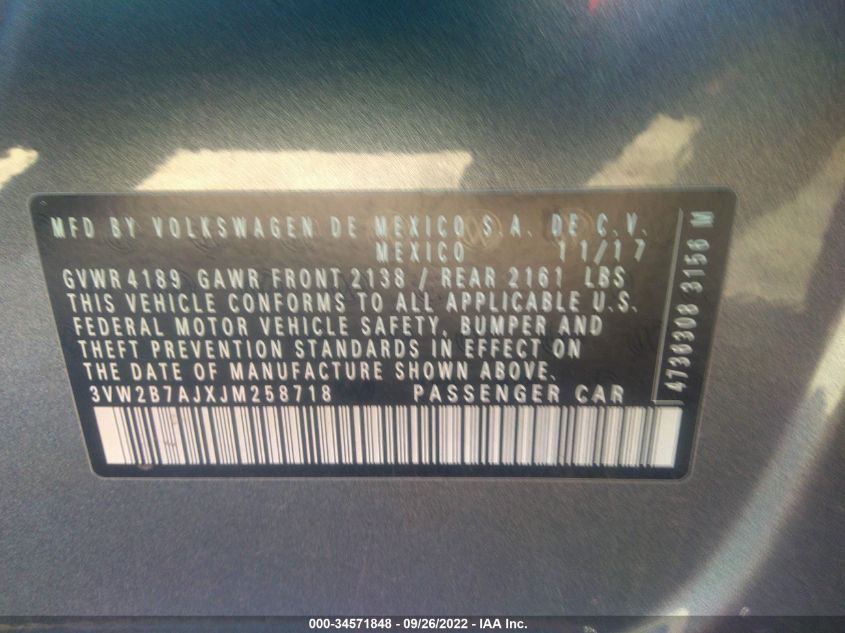 MFD BY VOLKSWAGEN DE MEXICO S.A. DE C.V.
MEXICO 11/17
GVWR 4189 GAWR FRONT 2138 / REAR 2161 LBS
THIS VEHICLE CONFORMS TO ALL APPLICABLE U.S.
FEDERAL MOTOR VEHICLE SAFETY, BUMPER AND
THEFT PREVENTION STANDARDS IN EFFECT ON
THE DATE OF MANUFACTURE SHOWN ABOVE.
3VW2B7AJXJM258718 PASSENGER CAR
4738308 3156 M
000-34571848 - 09/26/2022 - IAA Inc.